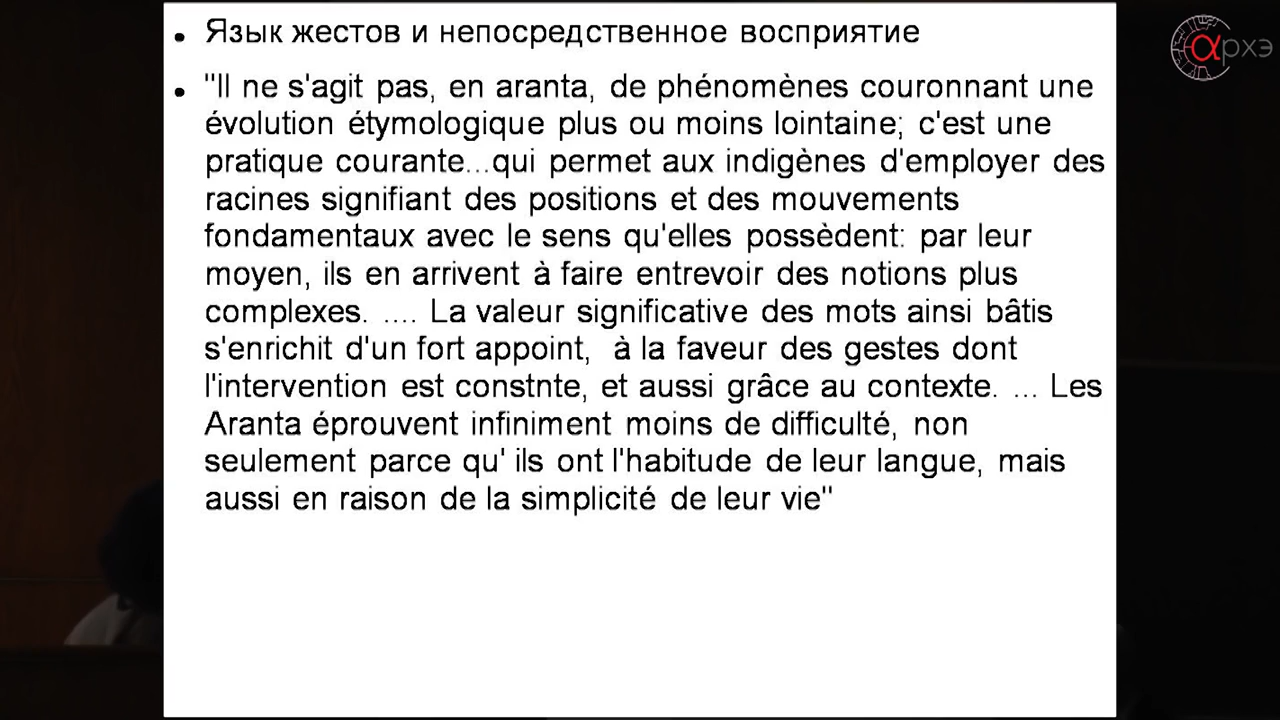 Язык жестов и непосредственное восприятие
"Il ne s'agit pas, en aranta, de phénomènes couronnant une
évolution étymologique plus ou moins lointaine; c'est une
pratique courante...qui permet aux indigènes d'employer des
racines signifiant des positions et des mouvements
fondamentaux avec le sens qu'elles possèdent: par leur
moyen, ils en arrivent à faire entrevoir des notions plus
complexes. .... La valeur significative des mots ainsi bâtis
s'enrichit d'un fort appoint,  à la faveur des gestes dont
l'intervention est constnte, et aussi grâce au contexte. ... Les
Aranta éprouvent infiniment moins de difficulté, non
seulement parce qu' ils ont l'habitude de leur langue, mais
aussi en raison de la simplicité de leur vie"
αрхэ